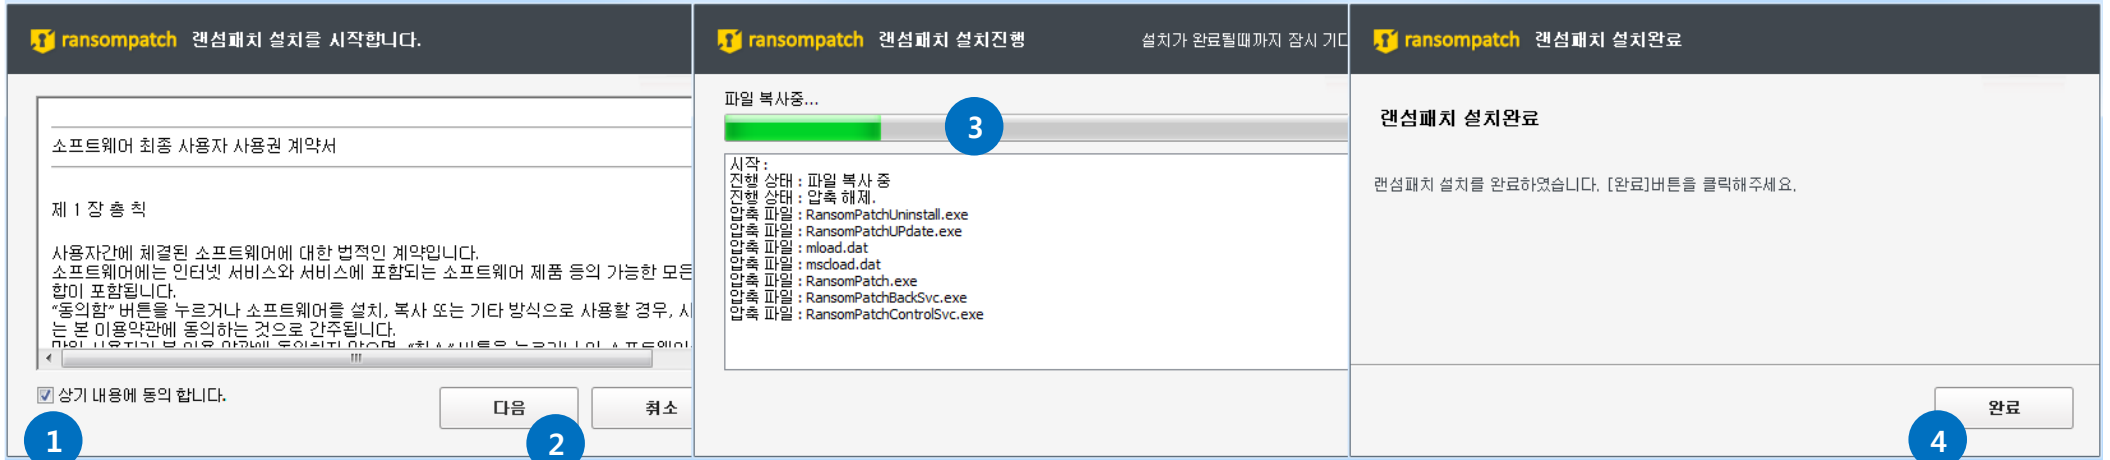 ransompatch 랜섬패치 설치를 시작합니다.
소프트웨어 최종 사용자 사용권 계약서
제 1 장 총 칙
사용자간에 체결된 소프트웨어에 대한 법적인 계약입니다.
소프트웨어에는 인터넷 서비스와 서비스에 포함되는 소프트웨어 제품 등의 가능한 모든
합이 포함됩니다.
“동의함” 버튼을 누르거나 소프트웨어를 설치, 복사 또는 기타 방식으로 사용할 경우, 사
는 본 이용약관에 동의하는 것으로 간주됩니다.
상기 내용에 동의 합니다.
다음
취소
1
2
ransompatch 랜섬패치 설치진행
설치가 완료될때까지 잠시 기다
파일 복사중...
3
시작 :
진행 상태 : 파일 복사 중
진행 상태 : 압축 해제.
압축 파일 : RansomPatchUninstall.exe
압축 파일 : RansomPatchUPdate.exe
압축 파일 : mload.dat
압축 파일 : mscload.dat
압축 파일 : RansomPatch.exe
압축 파일 : RansomPatchBackSvc.exe
압축 파일 : RansomPatchControlSvc.exe
ransompatch 랜섬패치 설치완료
랜섬패치 설치완료
랜섬패치 설치를 완료하였습니다. [완료]버튼을 클릭해주세요.
완료
4